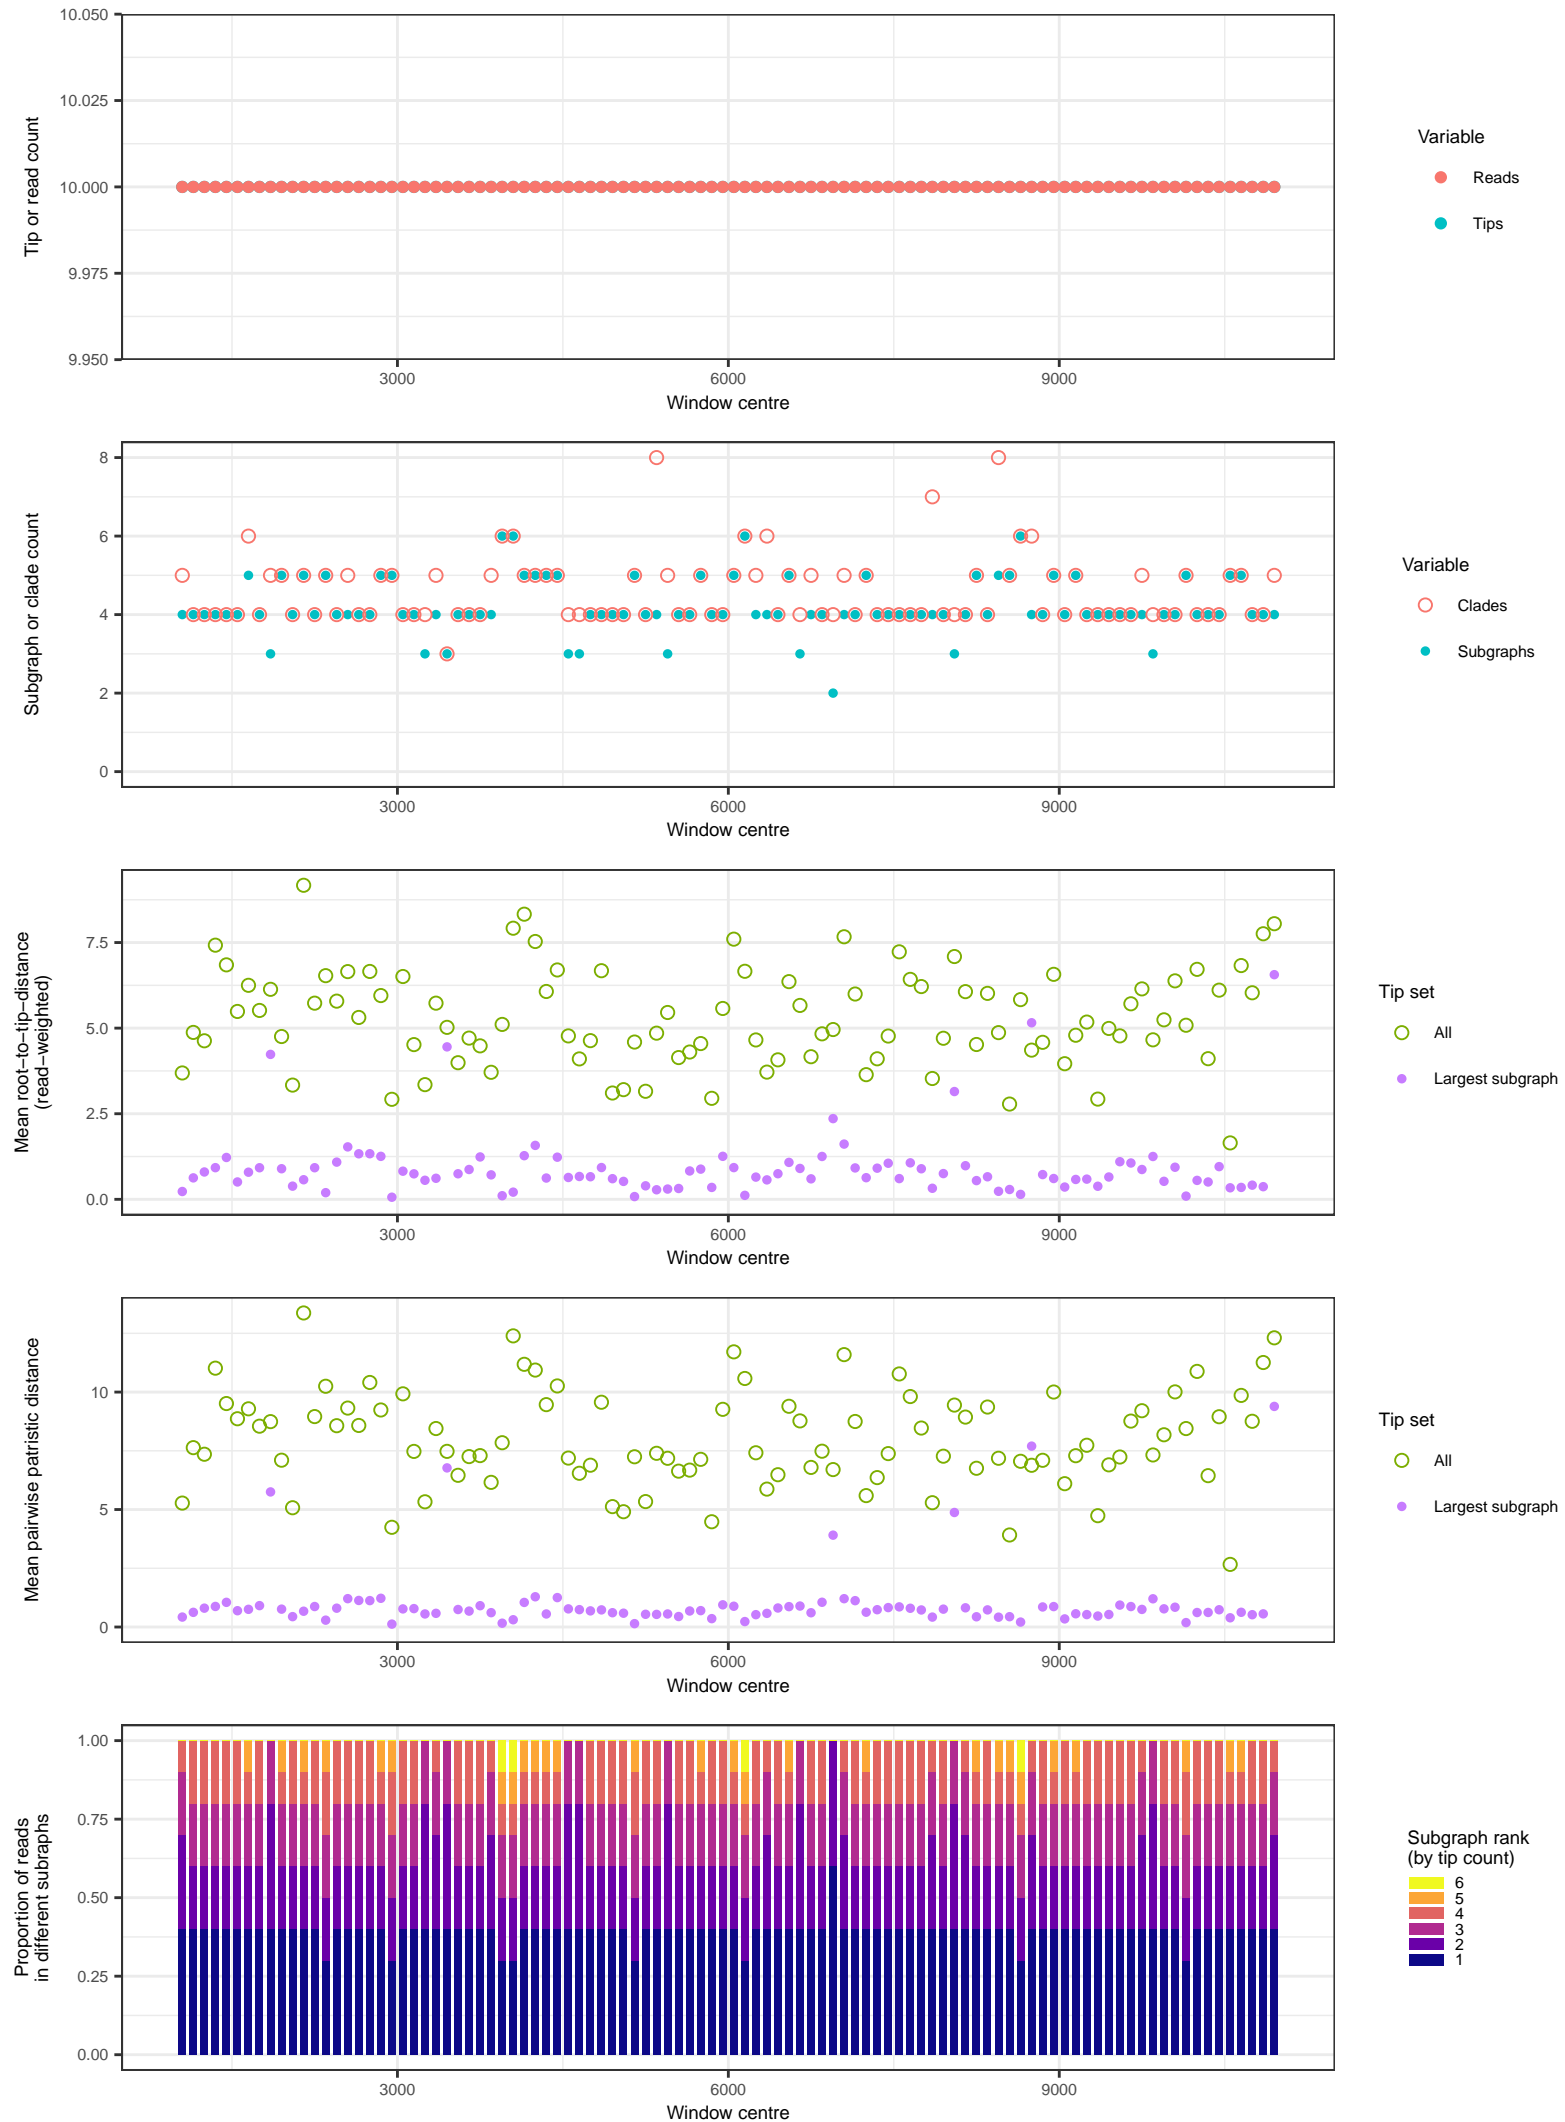 10.050
10.025
10.000
9.975
9.950
Tip or read count
3000
6000
9000
Window centre
Variable
Reads
Tips
8
6
4
2
0
Subgraph or clade count
3000
6000
9000
Window centre
Variable
Clades
Subgraphs
7.5
5.0
2.5
0.0
Mean root−to−tip−distance
(read−weighted)
3000
6000
9000
Window centre
Tip set
All
Largest subgraph
10
5
0
Mean pairwise patristic distance
3000
6000
9000
Window centre
Tip set
All
Largest subgraph
1.00
0.75
0.50
0.25
0.00
Proportion of reads
in different subraphs
3000
6000
9000
Window centre
Subgraph rank
(by tip count)
6
5
4
3
2
1